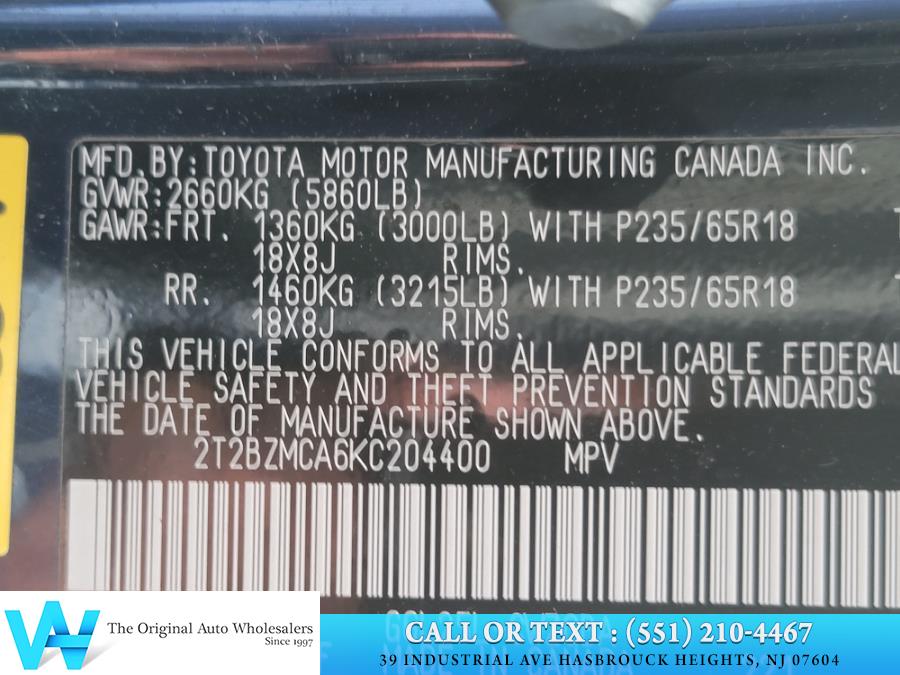 MFD.BY:TOYOTA MOTOR MANUFACTURING CANADA INC.
GVWR:2660KG (5860LB)
GAWR:FRT. 1360KG (3000LB) WITH P235/65R18
18X8J RIMS.
RR. 1460KG (3215LB) WITH P235/65R18
18X8J RIMS.
THIS VEHICLE CONFORMS TO ALL APPLICABLE FEDERAL
VEHICLE SAFETY AND THEFT PREVENTION STANDARDS
THE DATE OF MANUFACTURE SHOWN ABOVE.
2T2BZMCA6KC204400 MPV
MADE IN CANADA
The Original Auto Wholesalers
Since 1997
CALL OR TEXT : (551) 210-4467
39 INDUSTRIAL AVE HASBROUCK HEIGHTS, NJ 07604